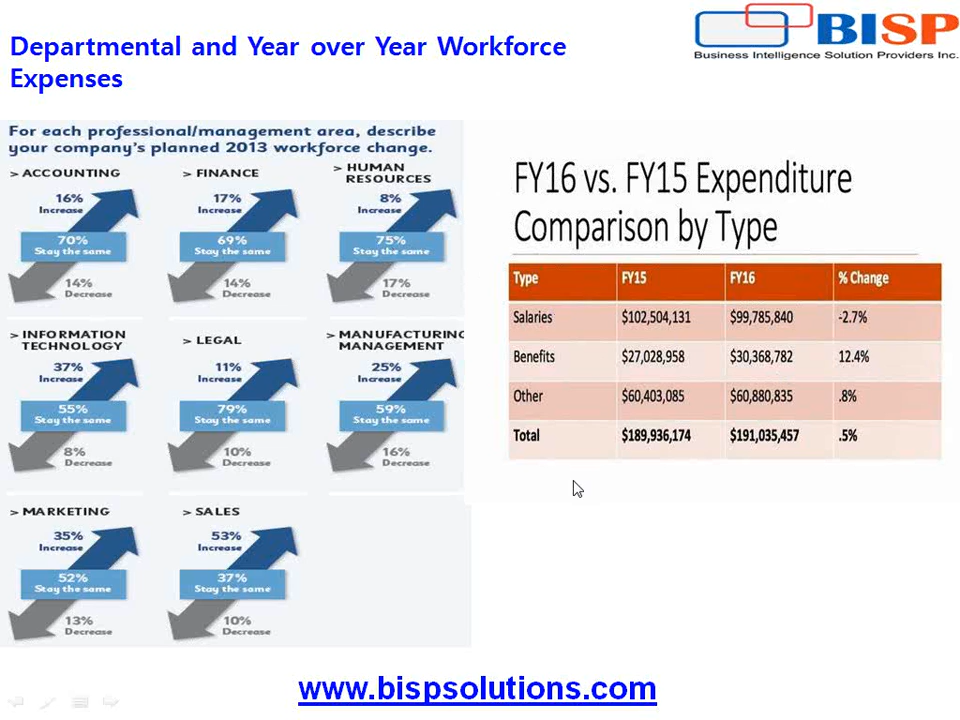 Departmental and Year over Year Workforce
Expenses
BISP
Business Intelligence Solution Providers Inc.
For each professional/management area, describe
your company's planned 2013 workforce change.
> ACCOUNTING
16%
Increase
70%
Stay the same
14%
Decrease
> FINANCE
17%
Increase
69%
Stay the same
14%
Decrease
> HUMAN
RESOURCES
8%
Increase
75%
Stay the same
17%
Decrease
> INFORMATION
TECHNOLOGY
37%
Increase
55%
Stay the same
8%
Decrease
> LEGAL
11%
Increase
79%
Stay the same
10%
Decrease
> MANUFACTURING
MANAGEMENT
25%
Increase
59%
Stay the same
16%
Decrease
> MARKETING
35%
Increase
52%
Stay the same
13%
Decrease
> SALES
53%
Increase
37%
Stay the same
10%
Decrease
FY16 vs. FY15 Expenditure
Comparison by Type
Type FY15 FY16 % Change
Salaries $102,504,131 $99,785,840 -2.7%
Benefits $27,028,958 $30,368,782 12.4%
Other $60,403,085 $60,880,835 .8%
Total $189,936,174 $191,035,457 .5%
www.bispsolutions.com